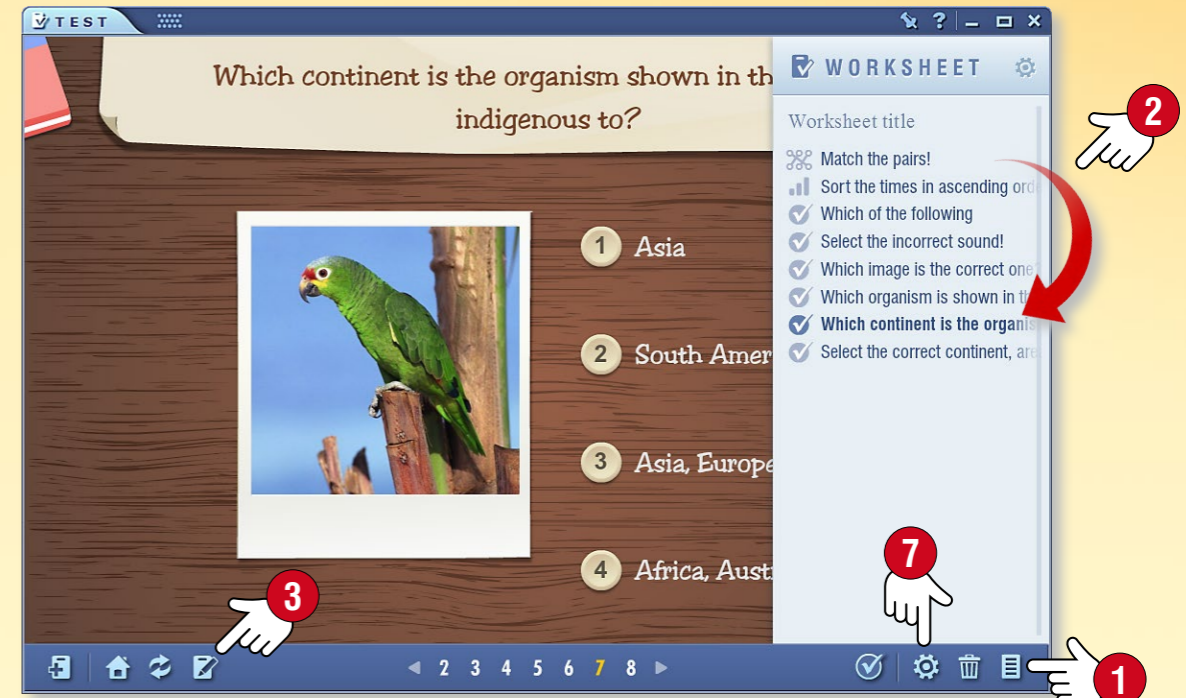 TEST
?
Which continent is the organism shown in th
indigenous to?
1 Asia
2 South Amer
3 Asia, Europe
4 Africa, Aust
WORKSHEET
Worksheet title
Match the pairs!
Sort the times in ascending ord
Which of the following
Select the incorrect sound!
Which image is the correct one
Which organism is shown in th
Which continent is the organis
Select the correct continent, are
2
7
3
2 3 4 5 6 7 8
1